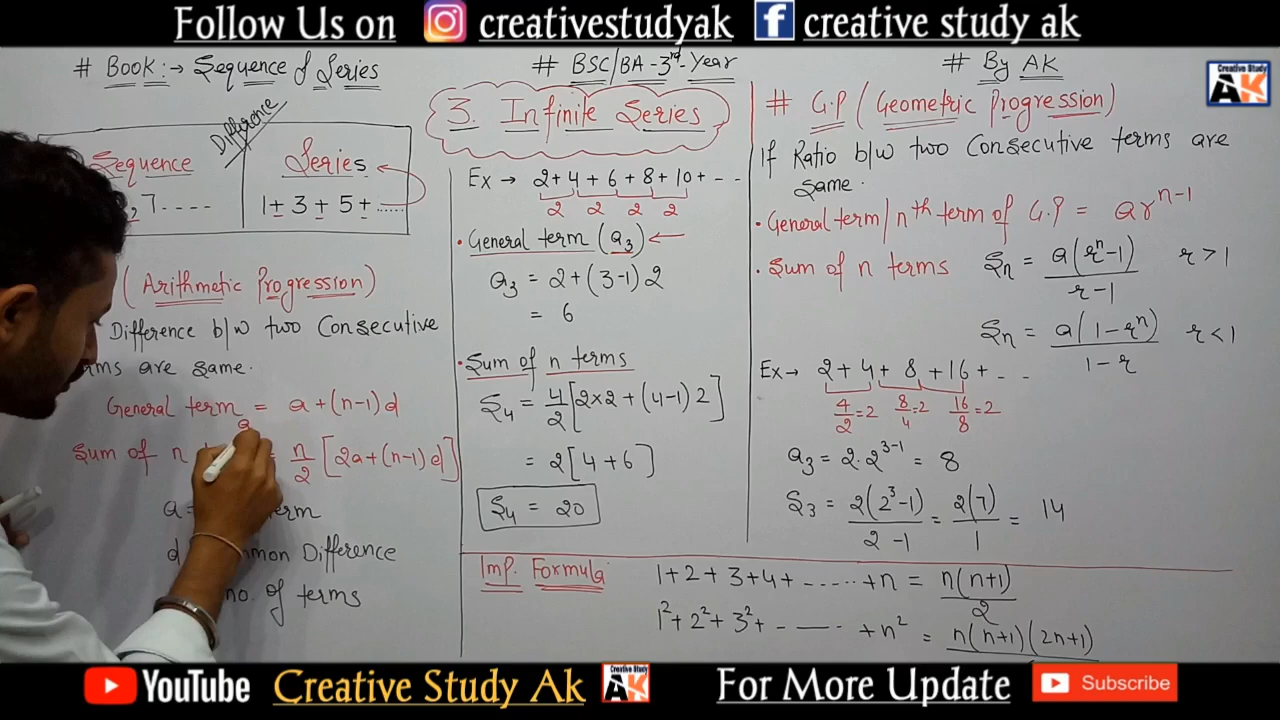 Follow Us on creativestudyak creative study ak
# Book:→ Sequence & Series
# BSC/BA-3rd-Year
# By AK
Creative Study
AK
Difference
Sequence
7 - - - -
Series
1 + 3 + 5 + ......
(Arithmetic Progression)
Difference b/w two Consecutive
are same.
General term = a+(n-1)d
a
Sum of n = n/2 [2a+(n-1)d]
a =
d
Difference
no. of terms
3. Infinite Series
Ex → 2+4+6+8+10+ - - -
2 2 2 2
• General term (a₃) ←
a₃ = 2+(3-1)2
= 6
• Sum of n terms
S₄ = 4/2 [2×2+(4-1)2]
= 2[4+6]
S₄ = 20
# G.P (Geometric Progression)
If Ratio b/w two Consecutive terms are
same.
• General term/nth term of G.P = arⁿ⁻¹
• Sum of n terms Sn = a(rⁿ-1)/r-1 r>1
Sn = a(1-rⁿ)/1-r r<1
Ex→ 2+4+8+16+ - - -
4/2=2 8/4=2 16/8=2
a₃ = 2·2³⁻¹ = 8
S₃ = 2(2³-1)/2-1 = 2(7)/1 = 14
Imp. Formula
1+2+3+4+ ......+n = n(n+1)/2
1²+2²+3²+ - — - - +n² = n(n+1)(2n+1)
YouTube Creative Study Ak
Creative Study
AK
For More Update Subscribe